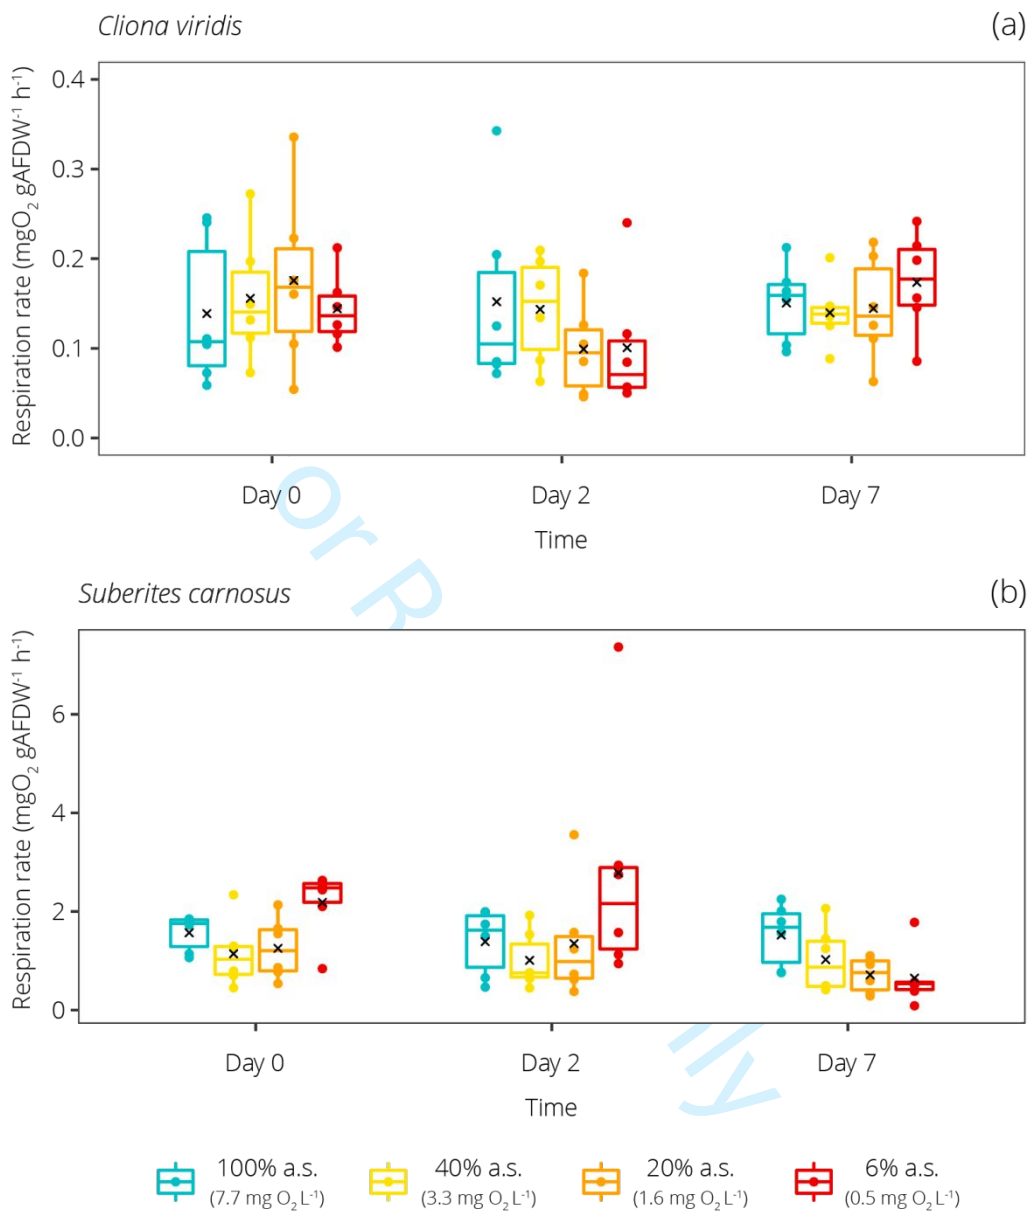 Cliona viridis (a)
Respiration rate (mgO₂ gAFDW⁻¹ h⁻¹)
0.4
0.3
0.2
0.1
0.0
Day 0 Day 2 Day 7
Time
or R
Suberites carnosus (b)
Respiration rate (mgO₂ gAFDW⁻¹ h⁻¹)
6
4
2
0
Day 0 Day 2 Day 7
Time
ly
100% a.s. 40% a.s. 20% a.s. 6% a.s.
(7.7 mg O₂ L⁻¹) (3.3 mg O₂ L⁻¹) (1.6 mg O₂ L⁻¹) (0.5 mg O₂ L⁻¹)